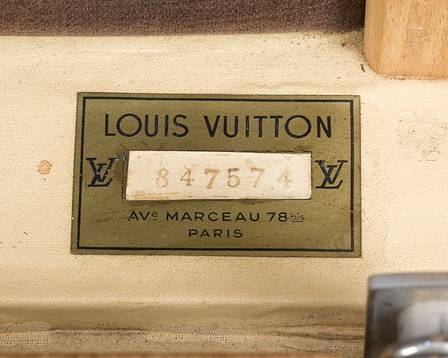 LOUIS VUITTON
LV 847574 LV
AVe MARCEAU 78bis
PARIS